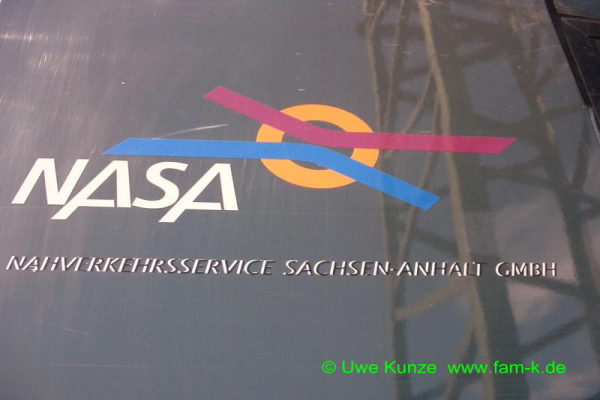 NASA
NAHVERKEHRSSERVICE SACHSEN-ANHALT GMBH
© Uwe Kunze www.fam-k.de